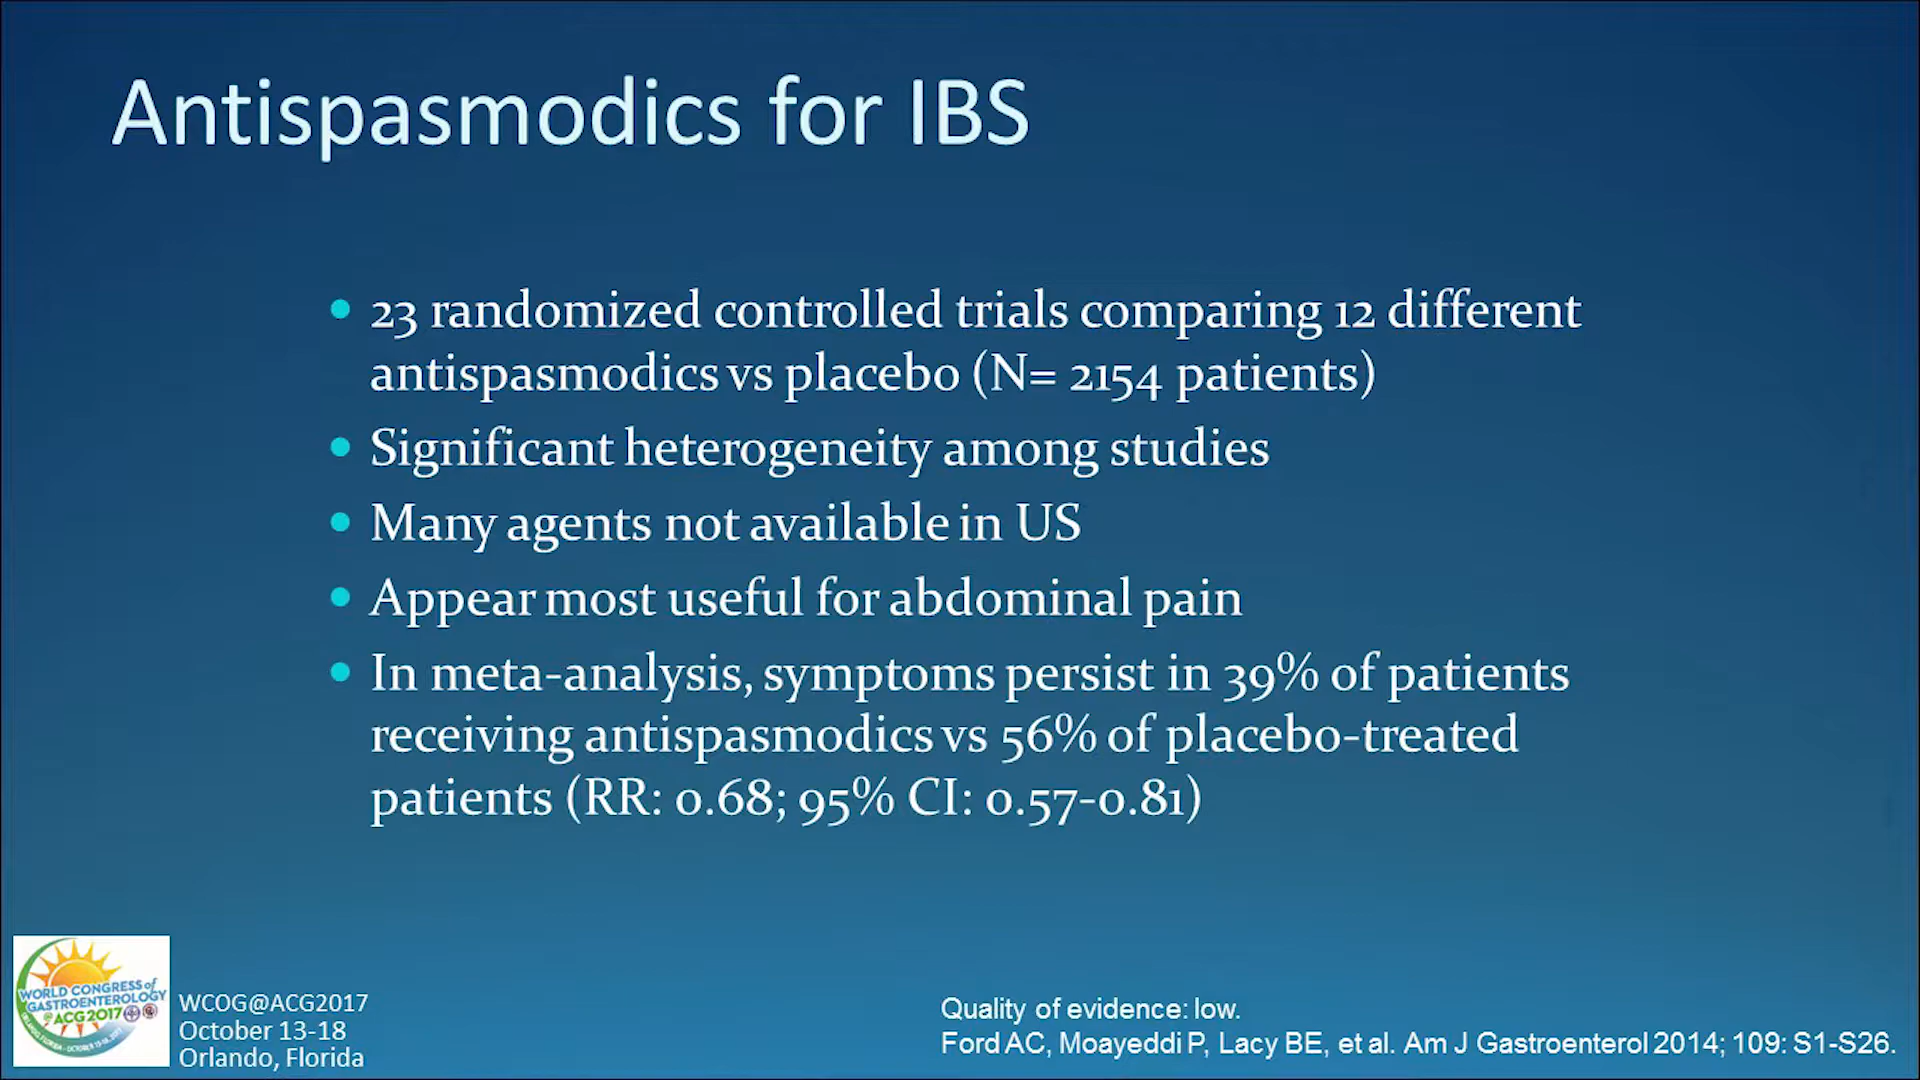 Antispasmodics for IBS
23 randomized controlled trials comparing 12 different
antispasmodics vs placebo (N= 2154 patients)
Significant heterogeneity among studies
Many agents not available in US
Appear most useful for abdominal pain
In meta-analysis, symptoms persist in 39% of patients
receiving antispasmodics vs 56% of placebo-treated
patients (RR: 0.68; 95% CI: 0.57-0.81)
WORLD CONGRESS of
GASTROENTEROLOGY
@ ACG 2017
WCOG@ACG2017
October 13-18
Orlando, Florida
Quality of evidence: low.
Ford AC, Moayeddi P, Lacy BE, et al. Am J Gastroenterol 2014; 109: S1-S26.